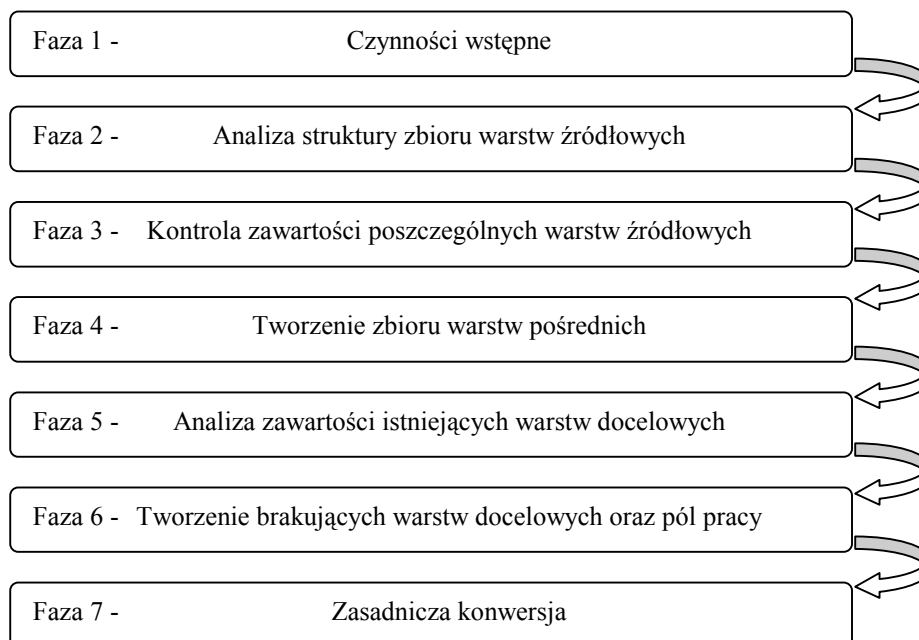 Faza 1 - Czynności wstępne
Faza 2 - Analiza struktury zbioru warstw źródłowych
Faza 3 - Kontrola zawartości poszczególnych warstw źródłowych
Faza 4 - Tworzenie zbioru warstw pośrednich
Faza 5 - Analiza zawartości istniejących warstw docelowych
Faza 6 - Tworzenie brakujących warstw docelowych oraz pól pracy
Faza 7 - Zasadnicza konwersja